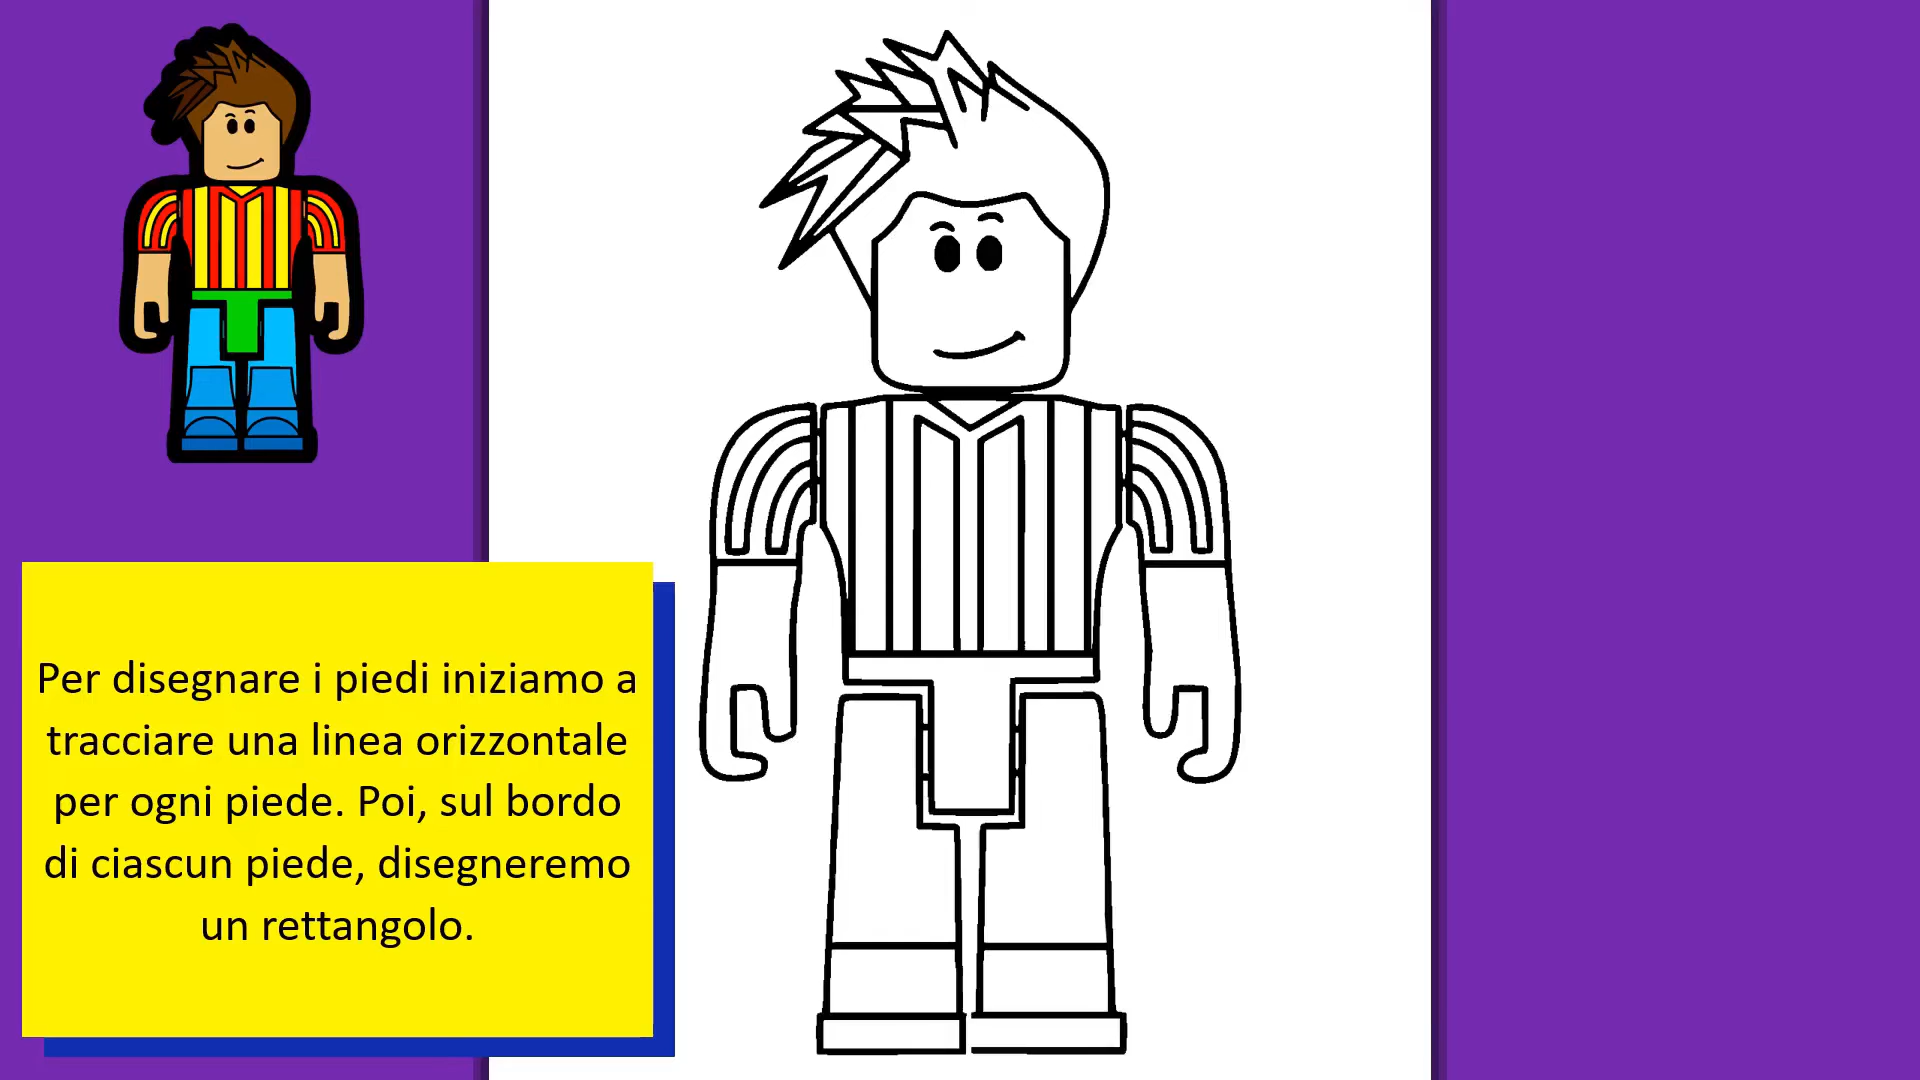 Per disegnare i piedi iniziamo a
tracciare una linea orizzontale
per ogni piede. Poi, sul bordo
di ciascun piede, disegneremo
un rettangolo.